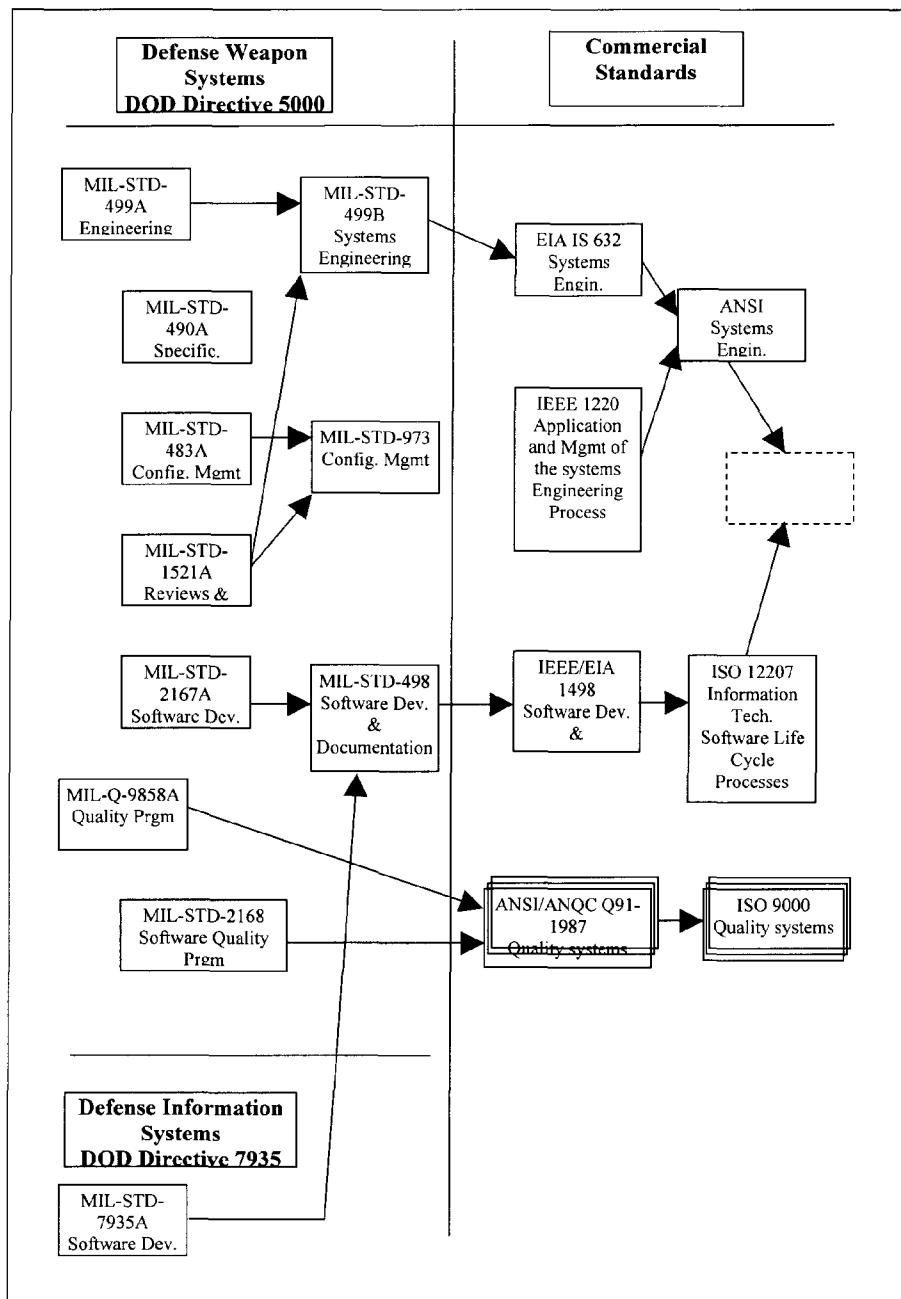 Defense Weapon
Systems
DOD Directive 5000
Commercial
Standards
MIL-STD-
499A
Engineering
MIL-STD-
499B
Systems
Engineering
EIA IS 632
Systems
Engin.
MIL-STD-
490A
Specific.
ANSI
Systems
Engin.
MIL-STD-
483A
Config. Mgmt
MIL-STD-973
Config. Mgmt
IEEE 1220
Application
and Mgmt of
the systems
Engineering
Process
MIL-STD-
1521A
Reviews &
MIL-STD-
2167A
Software Dev.
MIL-STD-498
Software Dev.
&
Documentation
IEEE/EIA
1498
Software Dev.
&
ISO 12207
Information
Tech.
Software Life
Cycle
Processes
MIL-Q-9858A
Quality Prgm
MIL-STD-2168
Software Quality
Prgm
ANSI/ANQC Q91-
1987
Quality systems
ISO 9000
Quality systems
Defense Information
Systems
DOD Directive 7935
MIL-STD-
7935A
Software Dev.